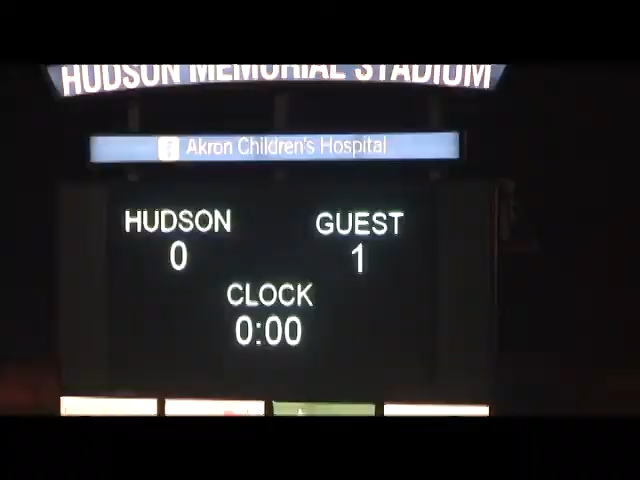 HUDSON MEMORIAL STADIUM
Akron Children's Hospital
HUDSON GUEST
0 1
CLOCK
0:00